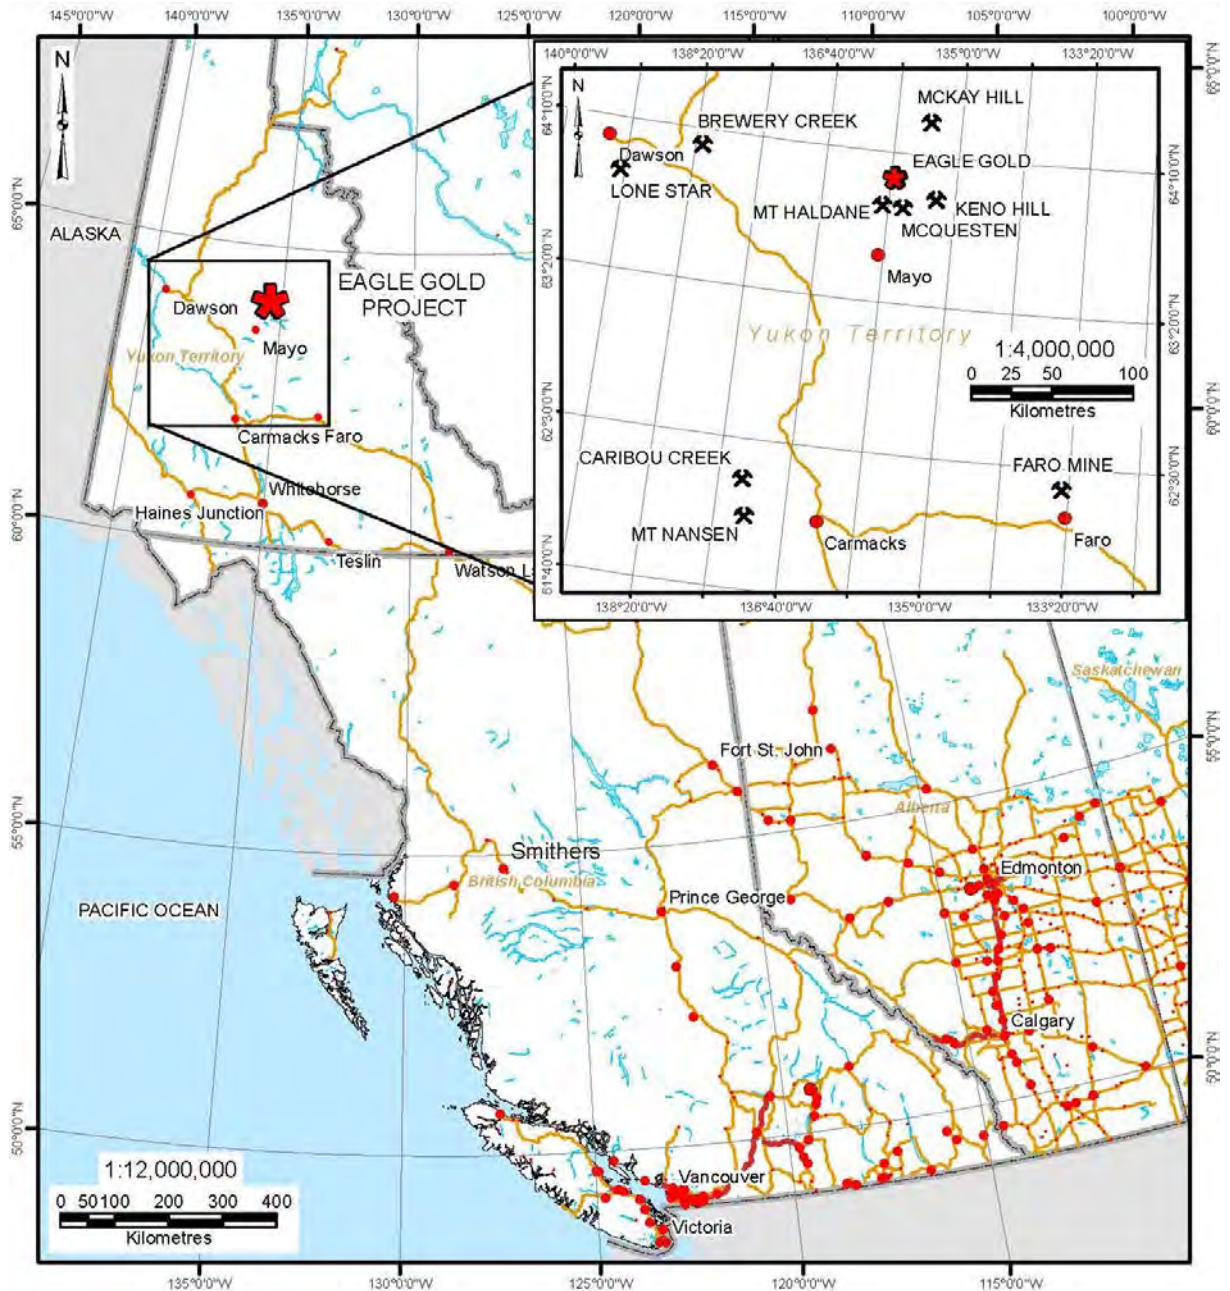 145°0'0"W
140°0'0"W
135°0'0"W
130°0'0"W
125°0'0"W
120°0'0"W
115°0'0"W
110°0'0"W
105°0'0"W
100°0'0"W
N
65°0'0"N
ALASKA
EAGLE GOLD
PROJECT
Dawson
Mayo
Yukon Territory
Carmacks
Faro
Whitehorse
Haines Junction
Teslin
Watson L
60°0'0"N
140°0'0"W
138°20'0"W
136°40'0"W
135°0'0"W
133°20'0"W
N
64°10'0"N
MCKAY HILL
BREWERY CREEK
Dawson
EAGLE GOLD
LONE STAR
MT HALDANE
KENO HILL
MCQUESTEN
Mayo
64°10'0"N
63°20'0"N
Yukon Territory
63°20'0"N
1:4,000,000
0 25 50 100
Kilometres
62°30'0"N
CARIBOU CREEK
FARO MINE
62°30'0"N
MT NANSEN
Carmacks
Faro
61°40'0"N
138°20'0"W
136°40'0"W
135°0'0"W
133°20'0"W
65°0'0"N
60°0'0"N
Saskatchewan
Fort St. John
55°0'0"N
Alberta
55°0'0"N
Smithers
Edmonton
British Columbia
Prince George
PACIFIC OCEAN
Calgary
50°0'0"N
50°0'0"N
1:12,000,000
0 50 100 200 300 400
Kilometres
Vancouver
Victoria
135°0'0"W
130°0'0"W
125°0'0"W
120°0'0"W
115°0'0"W